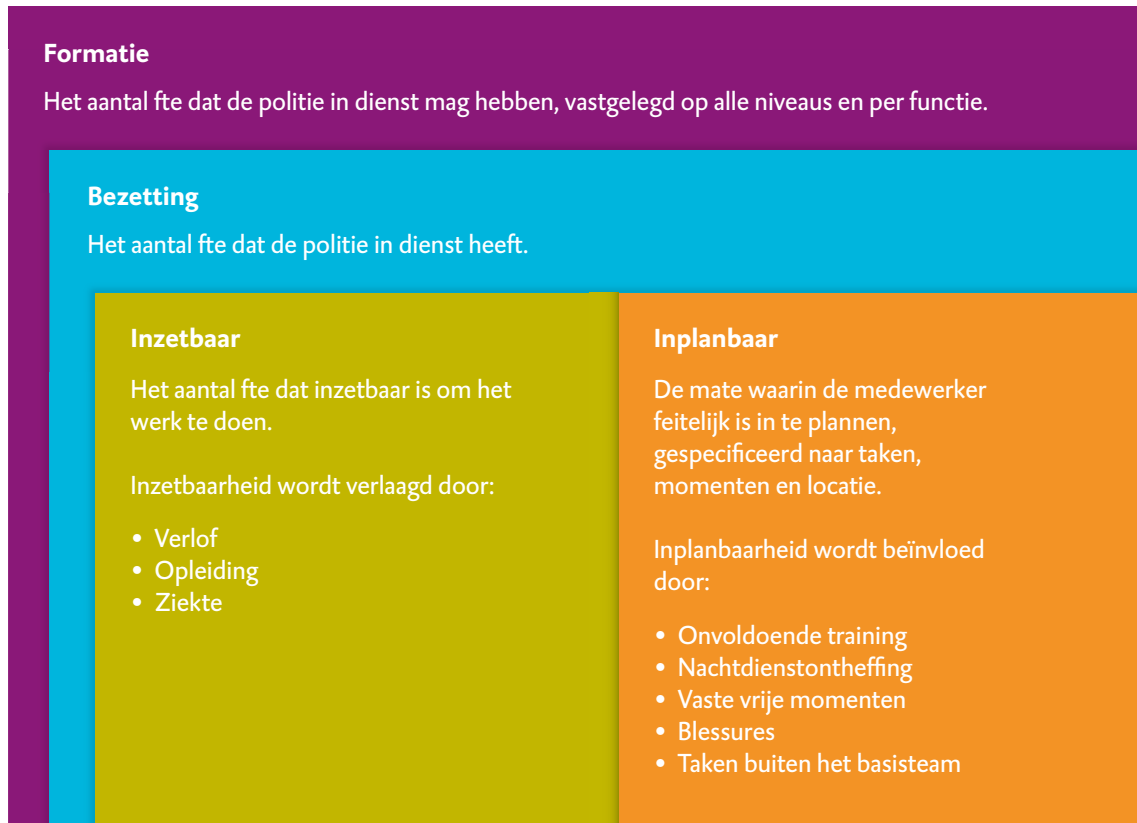 Formatie
Het aantal fte dat de politie in dienst mag hebben, vastgelegd op alle niveaus en per functie.
Bezetting
Het aantal fte dat de politie in dienst heeft.
Inzetbaar
Het aantal fte dat inzetbaar is om het
werk te doen.
Inzetbaarheid wordt verlaagd door:
• Verlof
• Opleiding
• Ziekte
Inplanbaar
De mate waarin de medewerker
feitelijk is in te plannen,
gespecificeerd naar taken,
momenten en locatie.
Inplanbaarheid wordt beïnvloed
door:
• Onvoldoende training
• Nachtdienstontheffing
• Vaste vrije momenten
• Blessures
• Taken buiten het basisteam